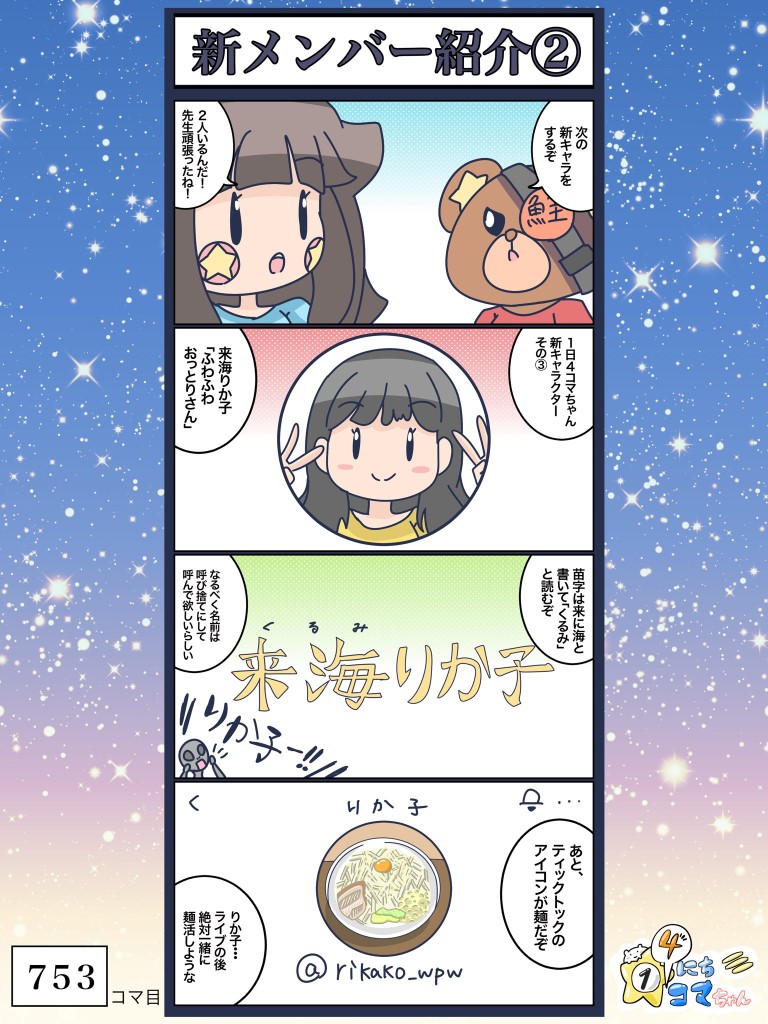 新メンバー紹介②
次の
新キャラを
するぞ
2人いるんだ！
先生頑張ったね！
鮭
1日4コマちゃん
新キャラクター
その③
来海りか子
「ふわふわ
おっとりさん」
苗字は来に海と
書いて「くるみ」
と読むぞ
なるべく名前は
呼び捨てにして
呼んで欲しいらしい
くるみ
来海りか子
りか子ー!!
りか子
あと、
ティックトックの
アイコンが麺だぞ
りか子…
ライブの後
絶対一緒に
麺活しような
@rikako_wpw
753
コマ目
1
にち
4
コマ
ちゃん